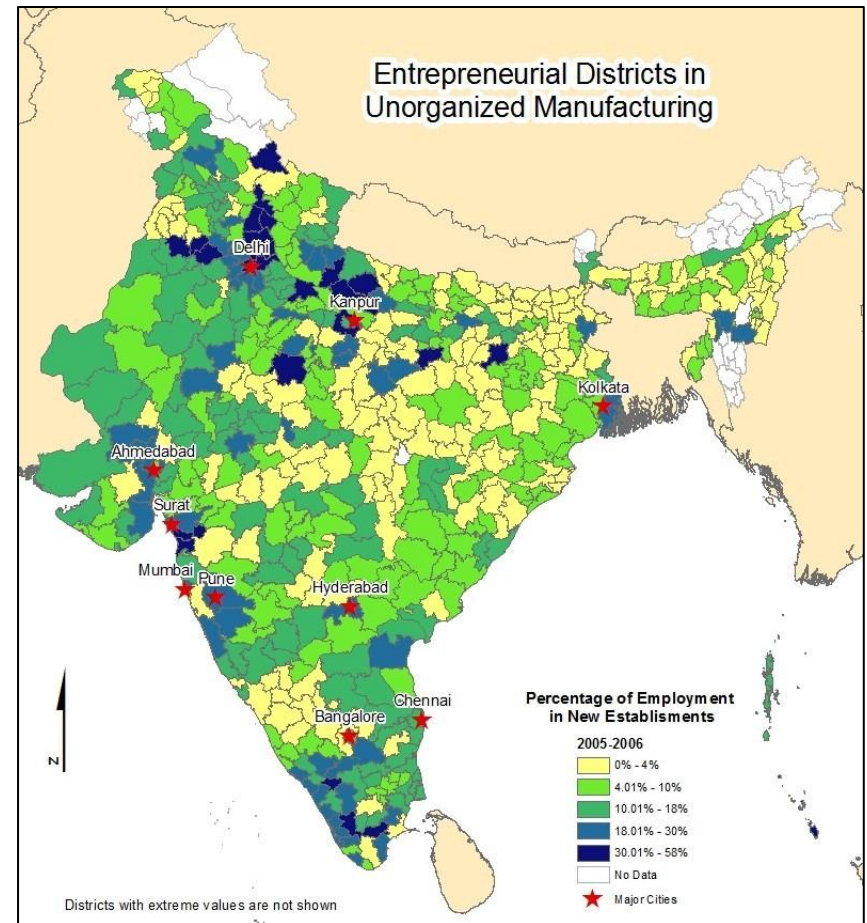 Entrepreneurial Districts in
Unorganized Manufacturing
Delhi
Kanpur
Kolkata
Ahmedabad
Surat
Mumbai
Pune
Hyderabad
Chennai
Bangalore
N
Percentage of Employment
in New Establisments
2005-2006
0% - 4%
4.01% - 10%
10.01% - 18%
18.01% - 30%
30.01% - 58%
No Data
Major Cities
Districts with extreme values are not shown